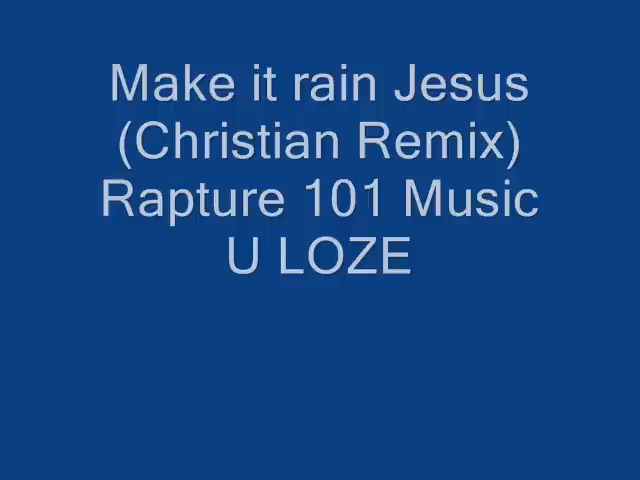 Make it rain Jesus
(Christian Remix)
Rapture 101 Music
U LOZE